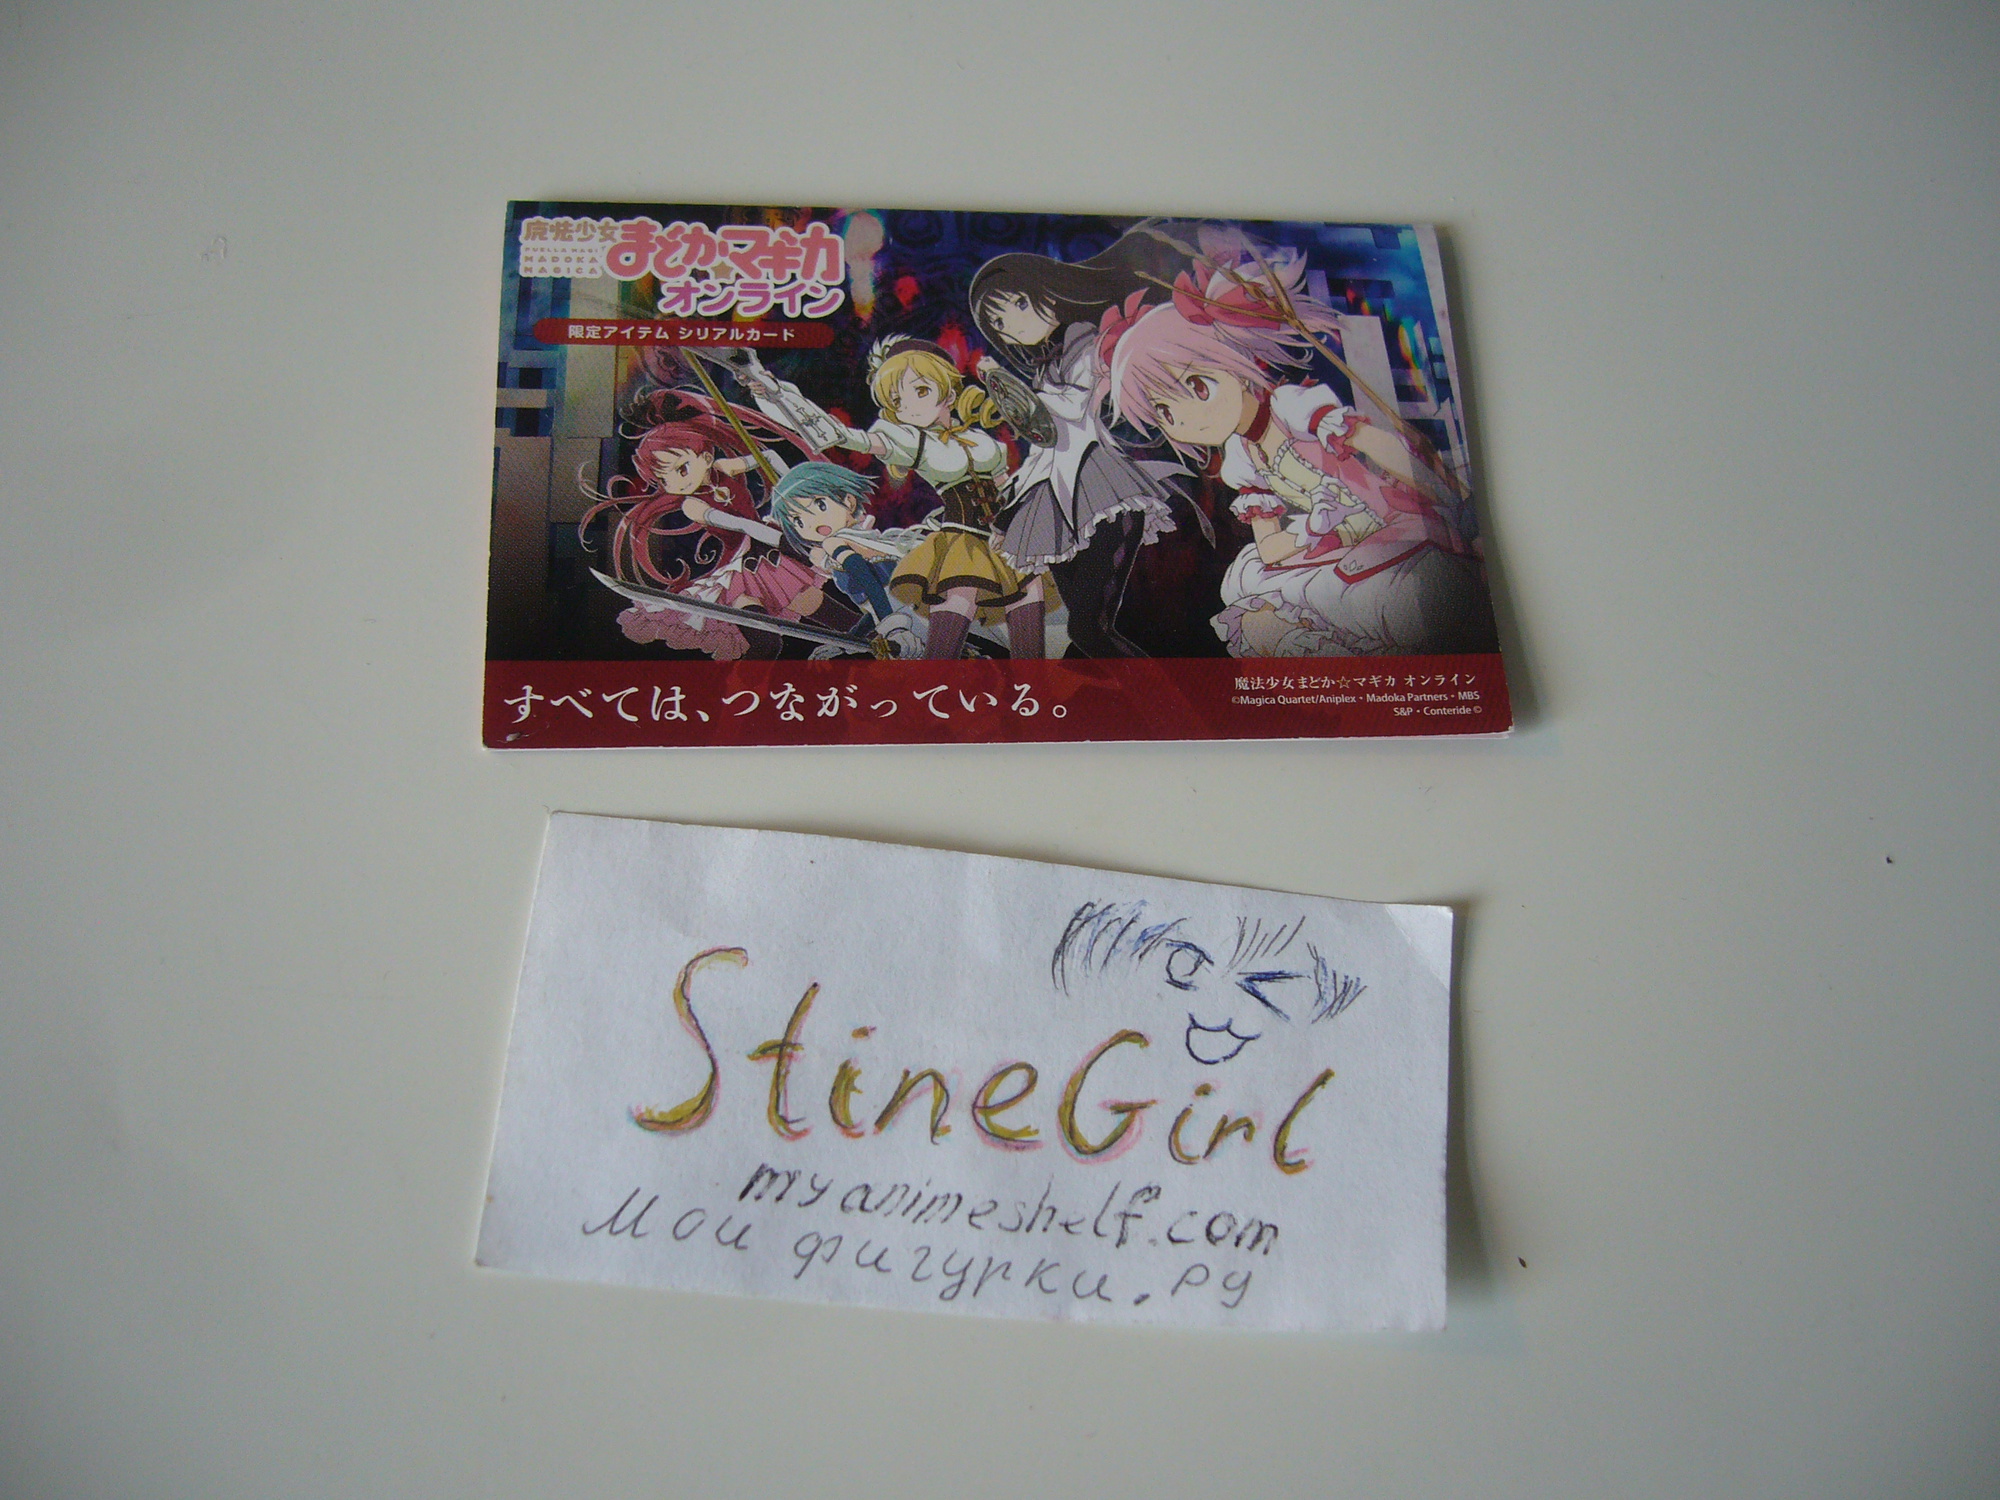 魔法少女
PUELLA MAGI
MADOKA
MAGICA
まどか☆マギカ
オンライン
限定アイテム シリアルカード
すべては、つながっている。
魔法少女まどか☆マギカ オンライン
©Magica Quartet/Aniplex・Madoka Partners・MBS
S&P・Conteride ©
StineGirl
myanimeshelf.com
Мои фигурки.ру